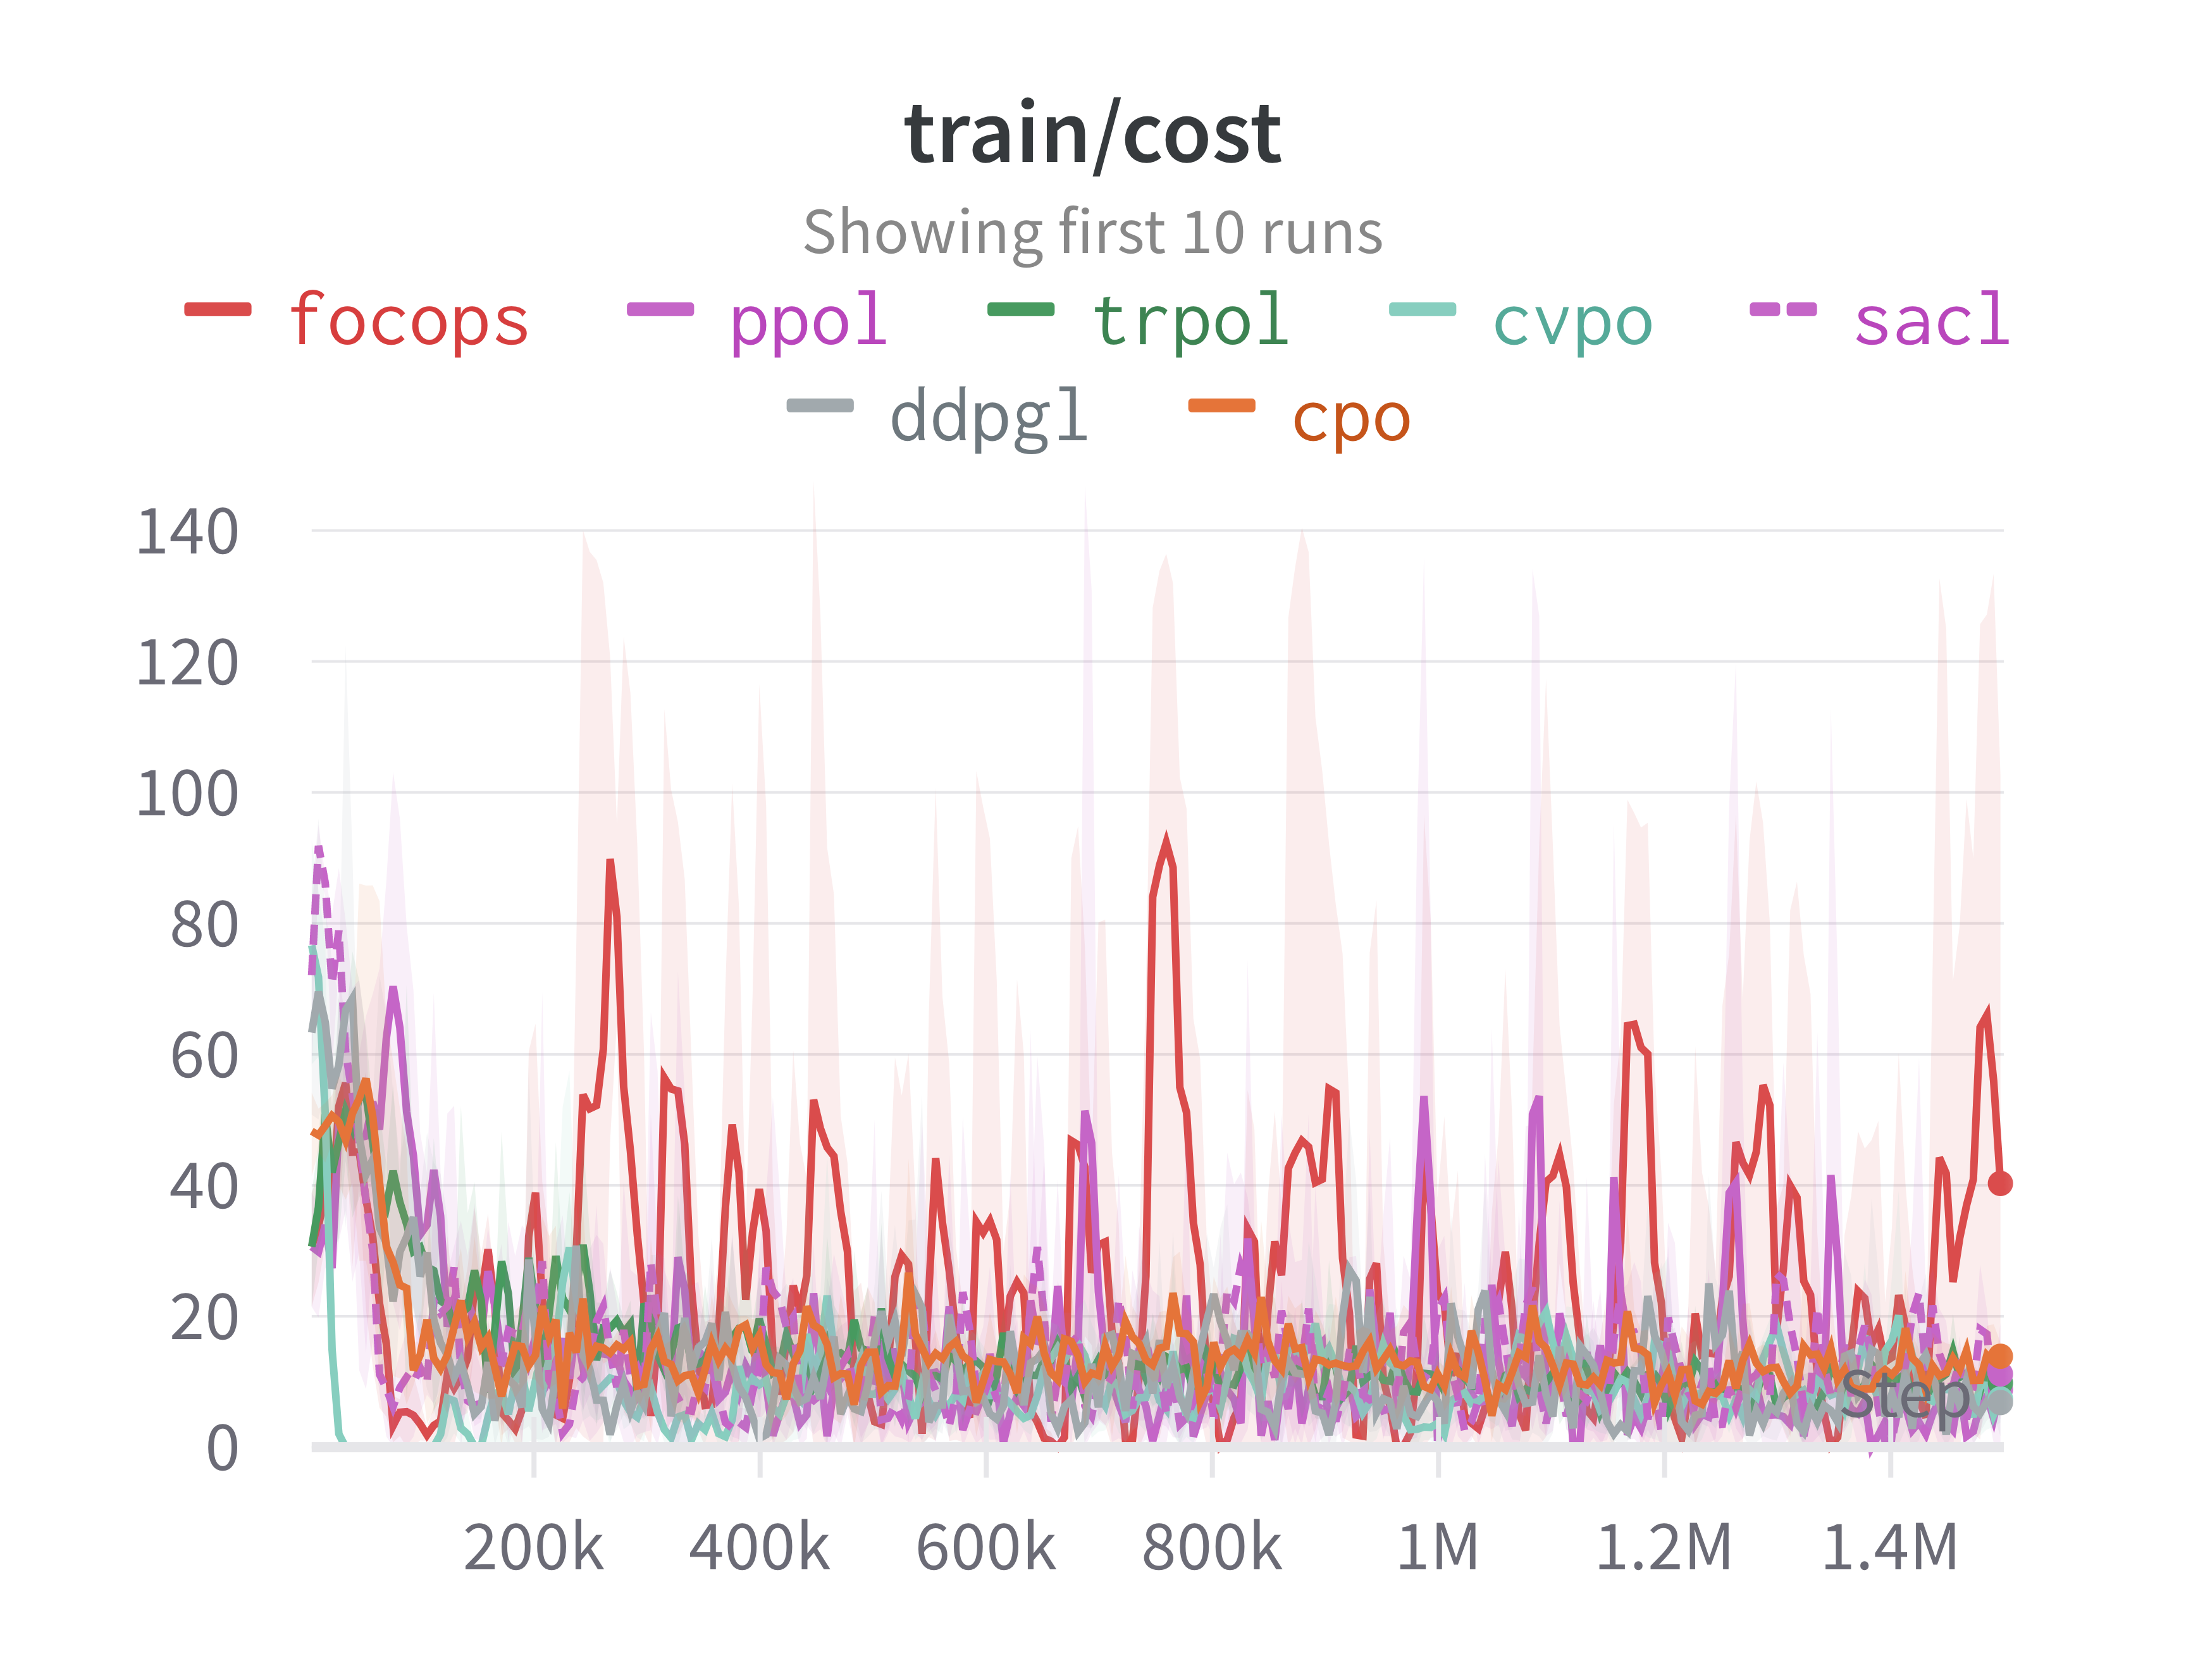 train/cost
Showing first 10 runs
focops ppol trpol cvpo sacl
ddpgl cpo
140
120
100
80
60
40
20
0
Step
200k 400k 600k 800k 1M 1.2M 1.4M